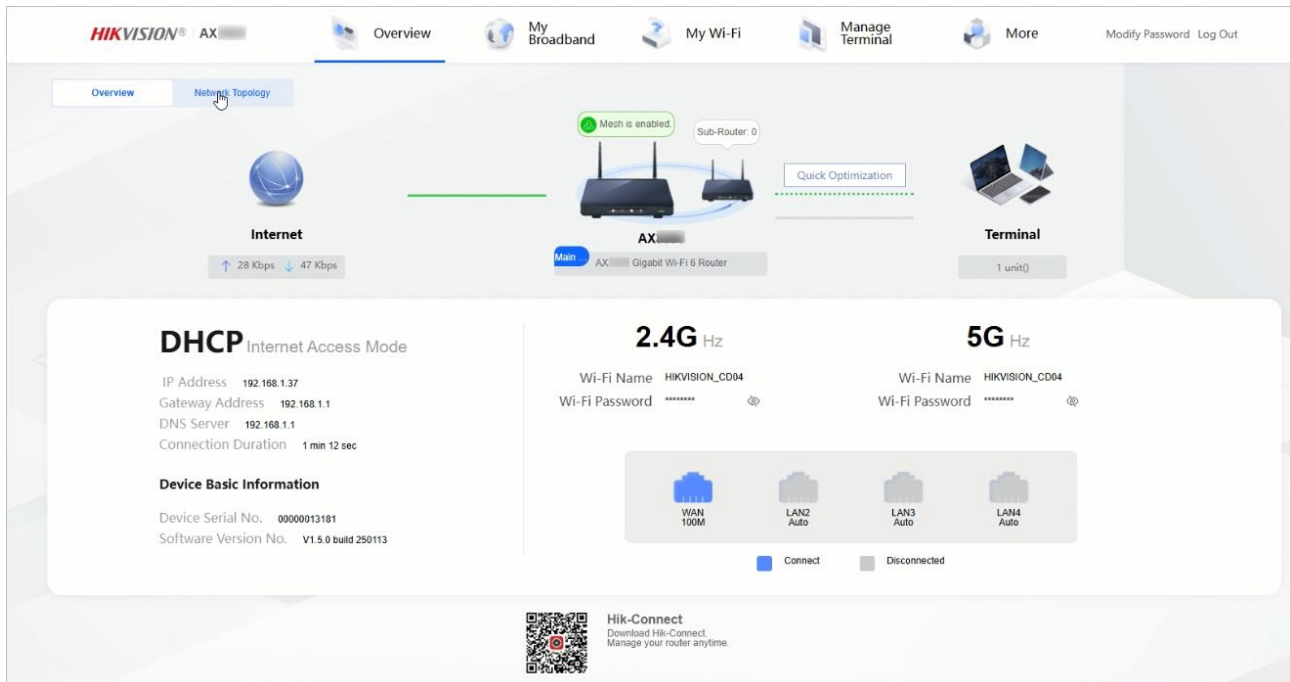 HIKVISION® AX
Overview
My Broadband
My Wi-Fi
Manage Terminal
More
Modify Password Log Out
Overview
Network Topology
Mesh is enabled.
Sub-Router: 0
Quick Optimization
Internet
28 Kbps 47 Kbps
AX
Main ...
AX Gigabit Wi-Fi 6 Router
Terminal
1 unit()
DHCP Internet Access Mode
IP Address 192.168.1.37
Gateway Address 192.168.1.1
DNS Server 192.168.1.1
Connection Duration 1 min 12 sec
Device Basic Information
Device Serial No. 00000013181
Software Version No. V1.5.0 build 250113
2.4G Hz
Wi-Fi Name HIKVISION_CD04
Wi-Fi Password ********
5G Hz
Wi-Fi Name HIKVISION_CD04
Wi-Fi Password ********
WAN
100M
LAN2
Auto
LAN3
Auto
LAN4
Auto
Connect
Disconnected
Hik-Connect
Download Hik-Connect.
Manage your router anytime.